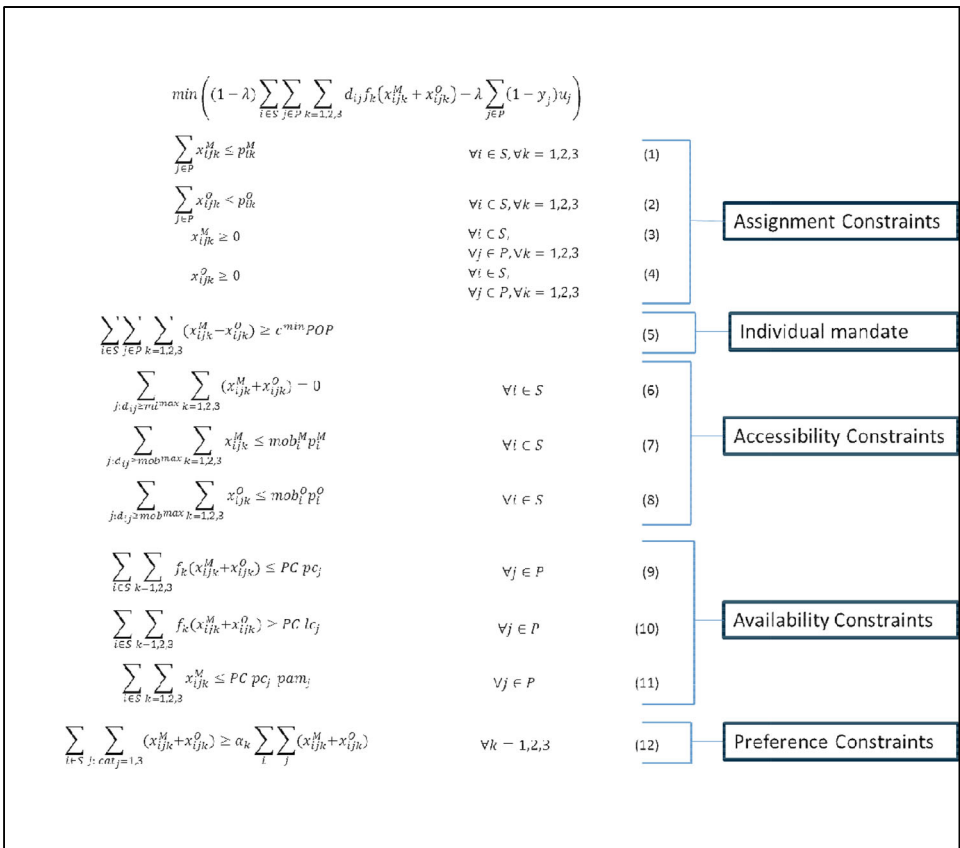 min((1 − λ) ∑_{i∈S} ∑_{j∈P} ∑_{k=1,2,3} d_{ij} f_k (x^M_{ijk} + x^O_{ijk}) − λ ∑_{j∈P} (1 − y_j) u_j)
∑_{j∈P} x^M_{ijk} ≤ p^M_{ik} ∀i ∈ S, ∀k = 1,2,3 (1)
∑_{j∈P} x^O_{ijk} < p^O_{ik} ∀i ⊂ S, ∀k = 1,2,3 (2)
Assignment Constraints
x^M_{ijk} ≥ 0 ∀i ⊂ S, (3)
∀j ∈ P, ∀k = 1,2,3
x^O_{ijk} ≥ 0 ∀i ∈ S, (4)
∀j ⊂ P, ∀k = 1,2,3
∑_{i∈S} ∑_{j∈P} ∑_{k=1,2,3} (x^M_{ijk} − x^O_{ijk}) ≥ c^{min} POP (5) Individual mandate
∑_{j:d_{ij}≥mi^{max}} ∑_{k=1,2,3} (x^M_{ijk} + x^O_{ijk}) = 0 ∀i ∈ S (6)
∑_{j:d_{ij}>mob^{max}} ∑_{k=1,2,3} x^M_{ijk} ≤ mob^M_i p^M_i ∀i ⊂ S (7) Accessibility Constraints
∑_{j:d_{ij}≥mob^{max}} ∑_{k=1,2,3} x^O_{ijk} ≤ mob^O_i p^O_i ∀i ∈ S (8)
∑_{i⊂S} ∑_{k−1,2,3} f_k (x^M_{ijk} + x^O_{ijk}) ≤ PC pc_j ∀j ∈ P (9)
∑_{i∈S} ∑_{k−1,2,3} f_k (x^M_{ijk} + x^O_{ijk}) > PC lc_j ∀j ∈ P (10) Availability Constraints
∑_{i∈S} ∑_{k=1,2,3} x^M_{ijk} ≤ PC pc_j pam_j ∀j ∈ P (11)
∑_{i∈S} ∑_{j: cat_j=1,3} (x^M_{ijk} + x^O_{ijk}) ≥ α_k ∑_i ∑_j (x^M_{ijk} + x^O_{ijk}) ∀k − 1,2,3 (12) Preference Constraints